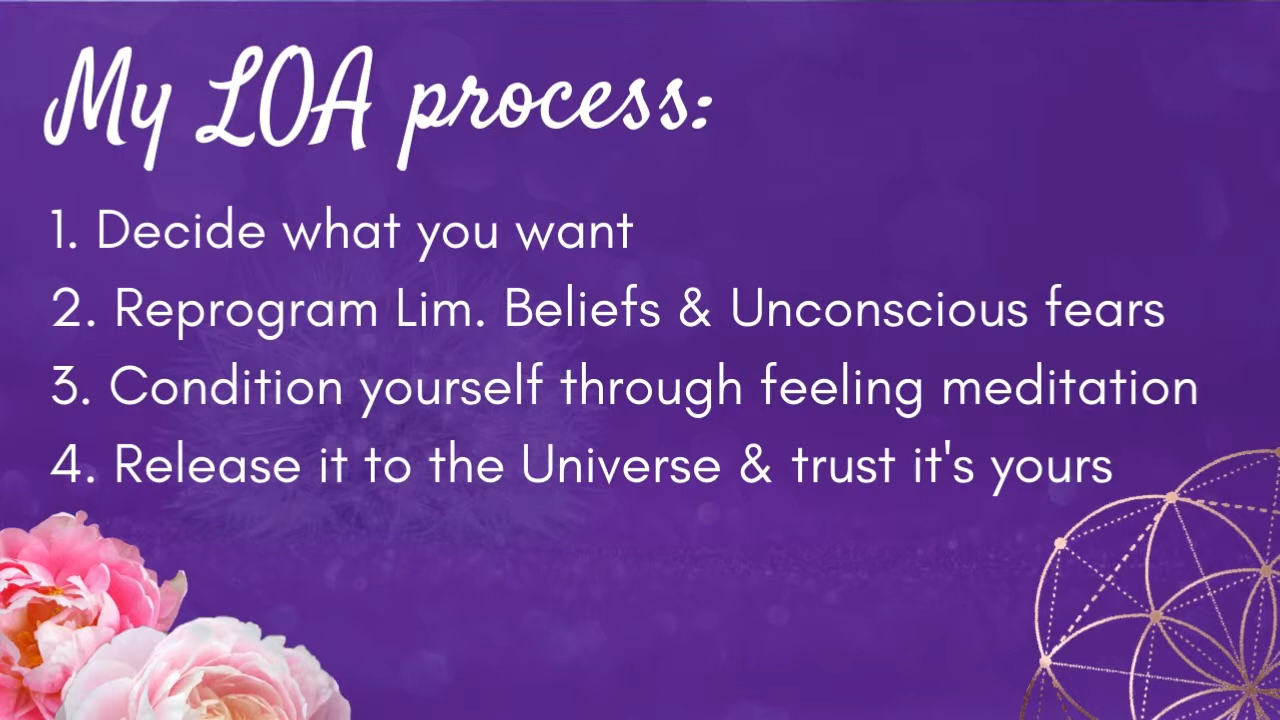 My LOA process:
1. Decide what you want
2. Reprogram Lim. Beliefs & Unconscious fears
3. Condition yourself through feeling meditation
4. Release it to the Universe & trust it's yours